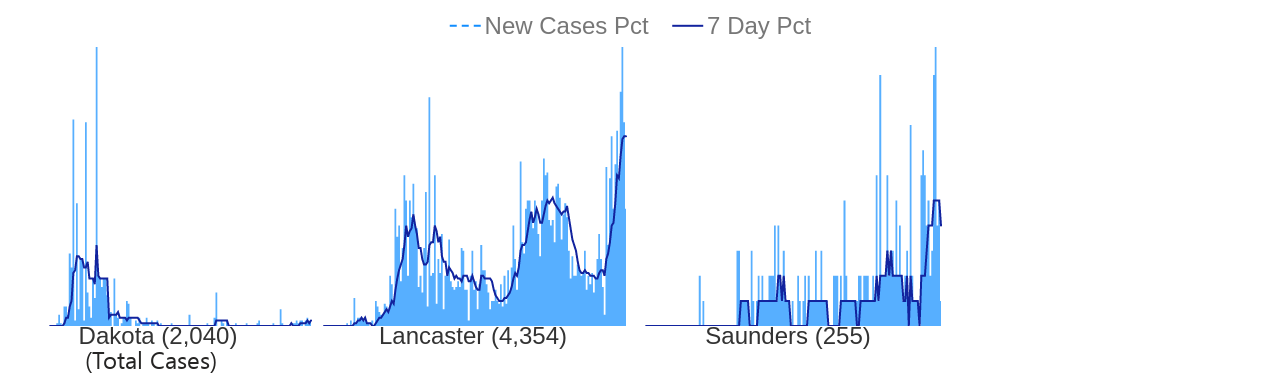 New Cases Pct 7 Day Pct
Dakota (2,040) Lancaster (4,354) Saunders (255)
(Total Cases)